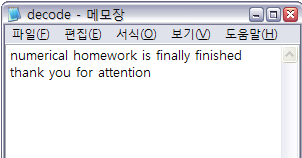 decode - 메모장
파일(F) 편집(E) 서식(O) 보기(V) 도움말(H)
numerical homework is finally finished
thank you for attention